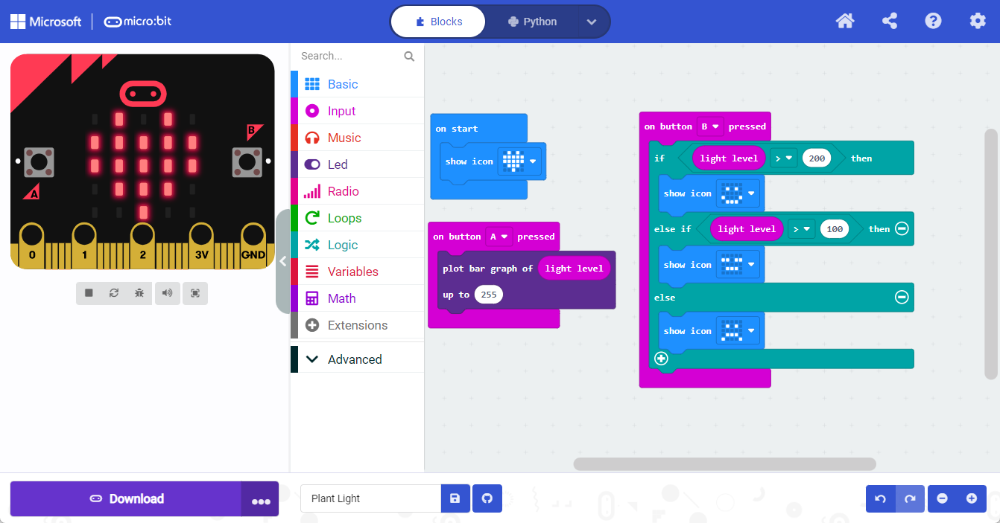 Microsoft
micro:bit
Blocks
Python
Search...
Basic
Input
Music
Led
Radio
Loops
Logic
Variables
Math
Extensions
Advanced
A
B
0
1
2
3V
GND
on start
show icon
on button A pressed
plot bar graph of light level
up to 255
on button B pressed
if light level > 200 then
show icon
else if light level > 100 then
show icon
else
show icon
Download
Plant Light